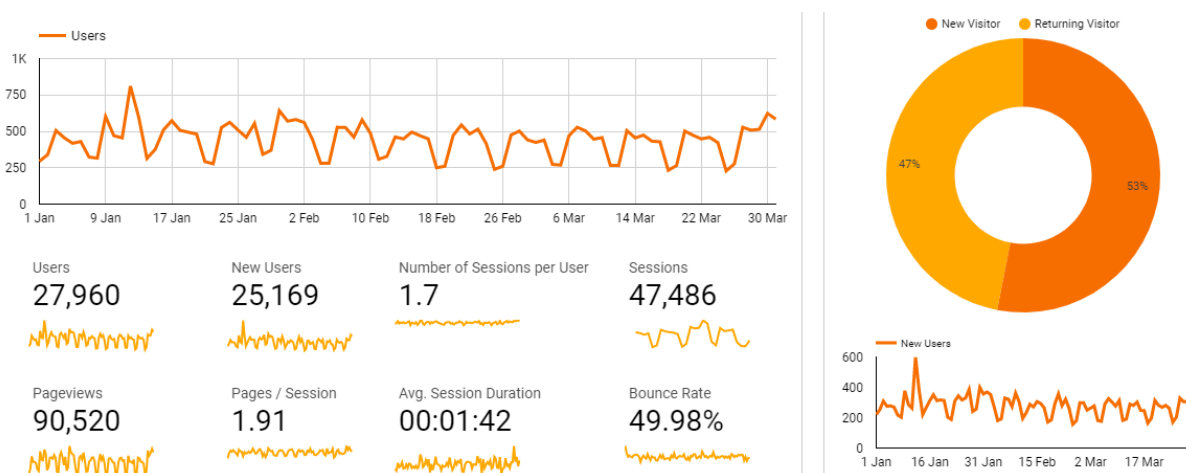 Users
1K
750
500
250
0
1 Jan 9 Jan 17 Jan 25 Jan 2 Feb 10 Feb 18 Feb 26 Feb 6 Mar 14 Mar 22 Mar 30 Mar
Users New Users Number of Sessions per User Sessions
27,960 25,169 1.7 47,486
Pageviews Pages / Session Avg. Session Duration Bounce Rate
90,520 1.91 00:01:42 49.98%
New Visitor Returning Visitor
47%
53%
New Users
600
400
200
0
1 Jan 16 Jan 31 Jan 15 Feb 2 Mar 17 Mar